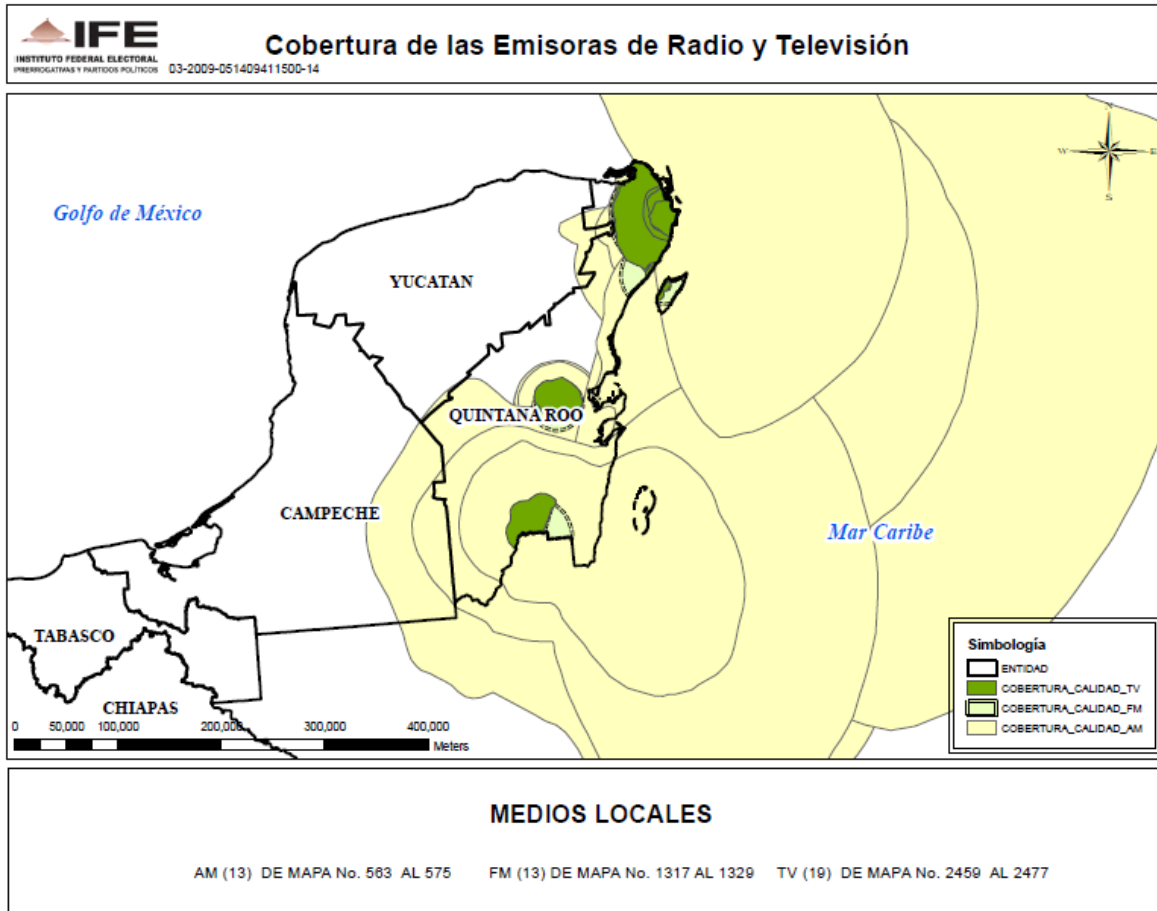 IFE
INSTITUTO FEDERAL ELECTORAL
PRERROGATIVAS Y PARTIDOS POLÍTICOS
03-2009-051409411500-14
Cobertura de las Emisoras de Radio y Televisión
N
W
E
S
Golfo de México
YUCATAN
QUINTANA ROO
CAMPECHE
Mar Caribe
TABASCO
CHIAPAS
0 50,000 100,000 200,000 300,000 400,000
Meters
Simbología
ENTIDAD
COBERTURA_CALIDAD_TV
COBERTURA_CALIDAD_FM
COBERTURA_CALIDAD_AM
MEDIOS LOCALES
AM (13) DE MAPA No. 563 AL 575 FM (13) DE MAPA No. 1317 AL 1329 TV (19) DE MAPA No. 2459 AL 2477